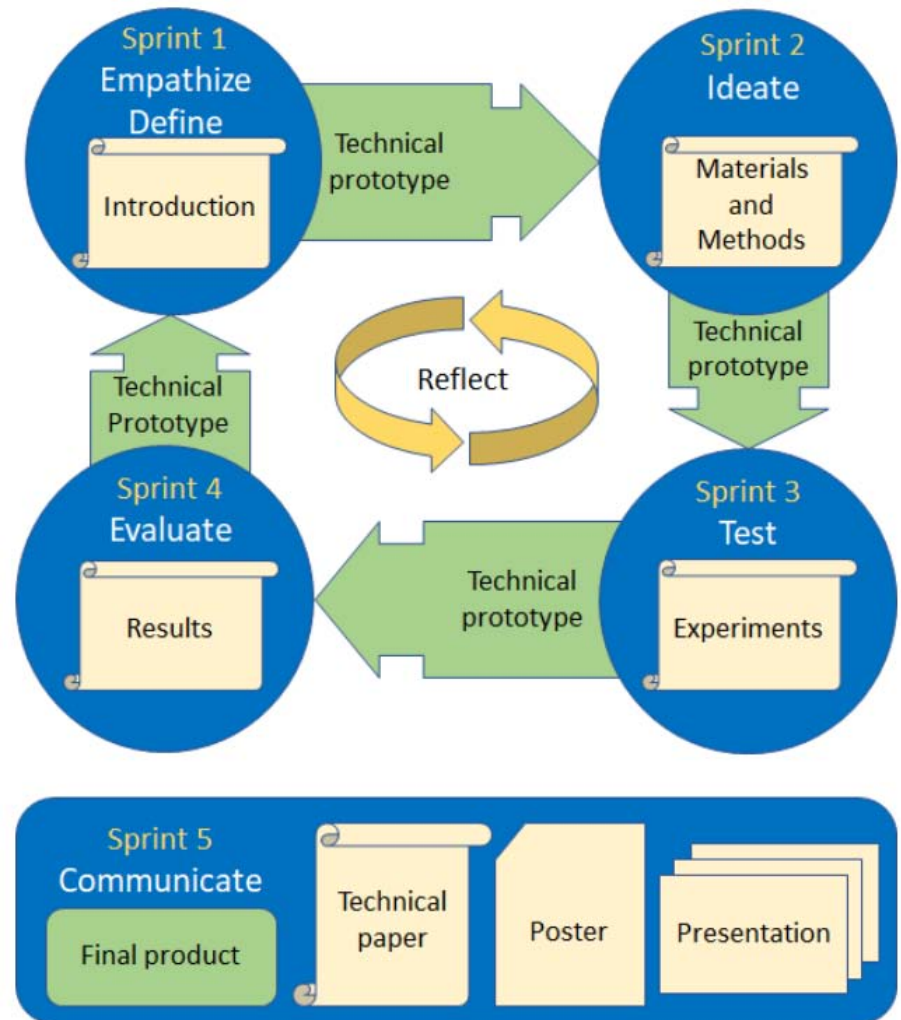 Sprint 1
Empathize
Define
Introduction
Technical
prototype
Sprint 2
Ideate
Materials
and
Methods
Technical
prototype
Reflect
Technical
Prototype
Sprint 3
Test
Experiments
Technical
prototype
Sprint 4
Evaluate
Results
Sprint 5
Communicate
Final product
Technical
paper
Poster
Presentation